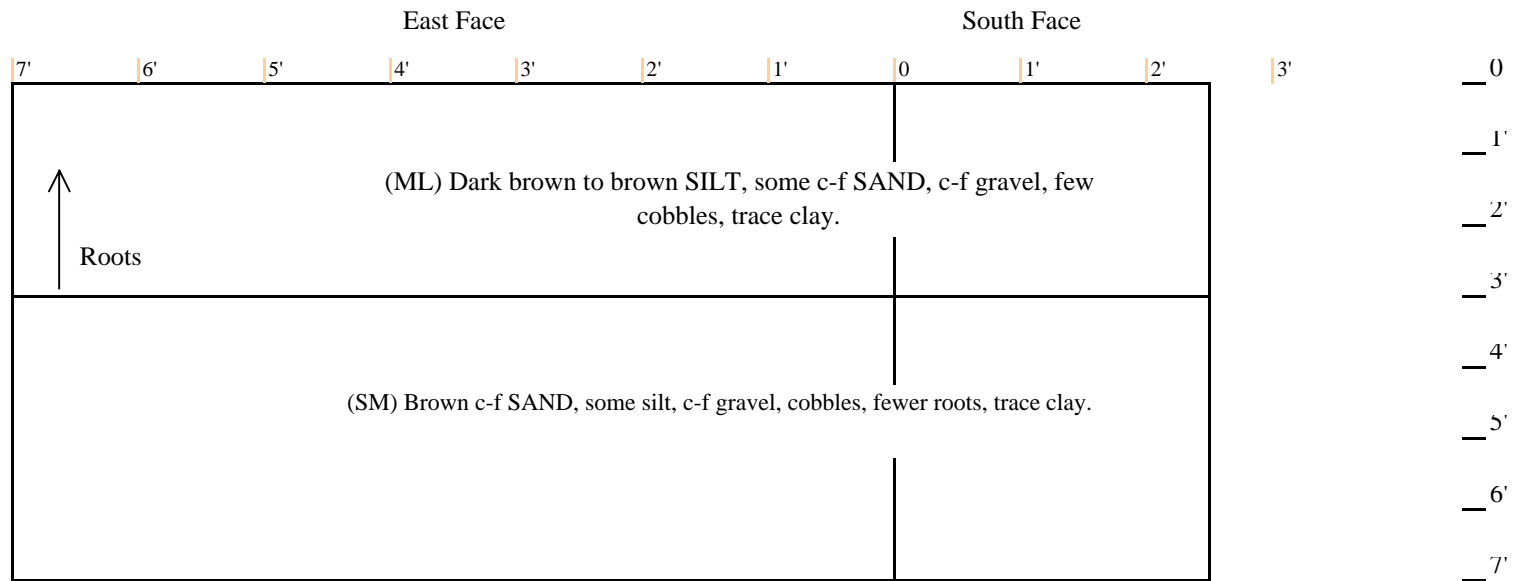 East Face South Face
7' 6' 5' 4' 3' 2' 1' 0 1' 2' 3' 0
1'
(ML) Dark brown to brown SILT, some c-f SAND, c-f gravel, few
cobbles, trace clay.
2'
Roots
3'
4'
(SM) Brown c-f SAND, some silt, c-f gravel, cobbles, fewer roots, trace clay.
5'
6'
7'